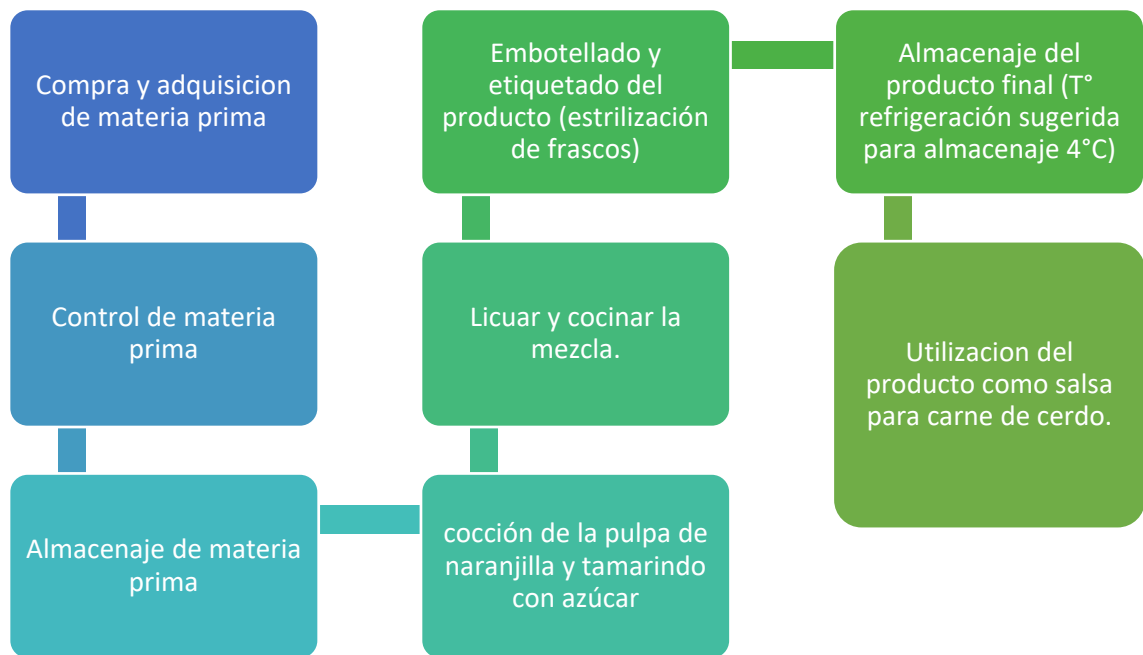 Compra y adquisicion
de materia prima
Control de materia
prima
Almacenaje de materia
prima
cocción de la pulpa de
naranjilla y tamarindo
con azúcar
Licuar y cocinar la
mezcla.
Embotellado y
etiquetado del
producto (estrilización
de frascos)
Almacenaje del
producto final (T°
refrigeración sugerida
para almacenaje 4°C)
Utilizacion del
producto como salsa
para carne de cerdo.